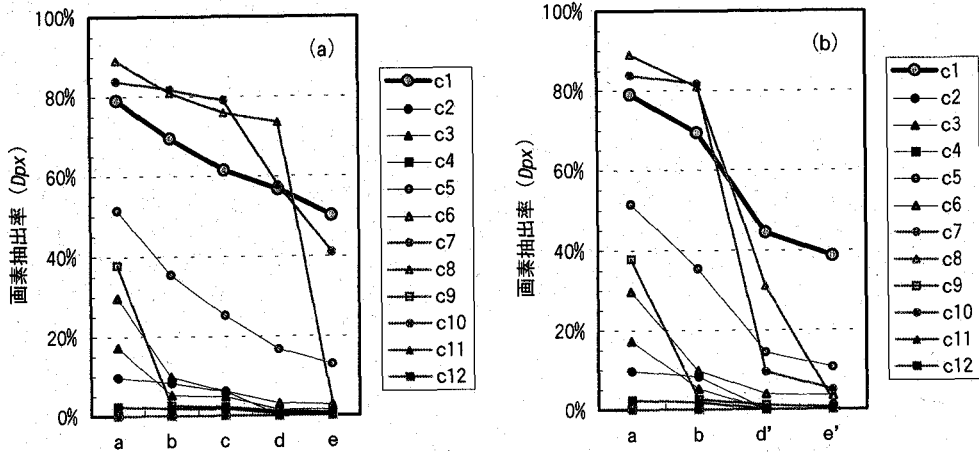 100%
80%
60%
40%
20%
0%
画素抽出率 (Dpx)
(a)
a b c d e
c1
c2
c3
c4
c5
c6
c7
c8
c9
c10
c11
c12
100%
80%
60%
40%
20%
0%
画素抽出率 (Dpx)
(b)
a b d' e'
c1
c2
c3
c4
c5
c6
c7
c8
c9
c10
c11
c12